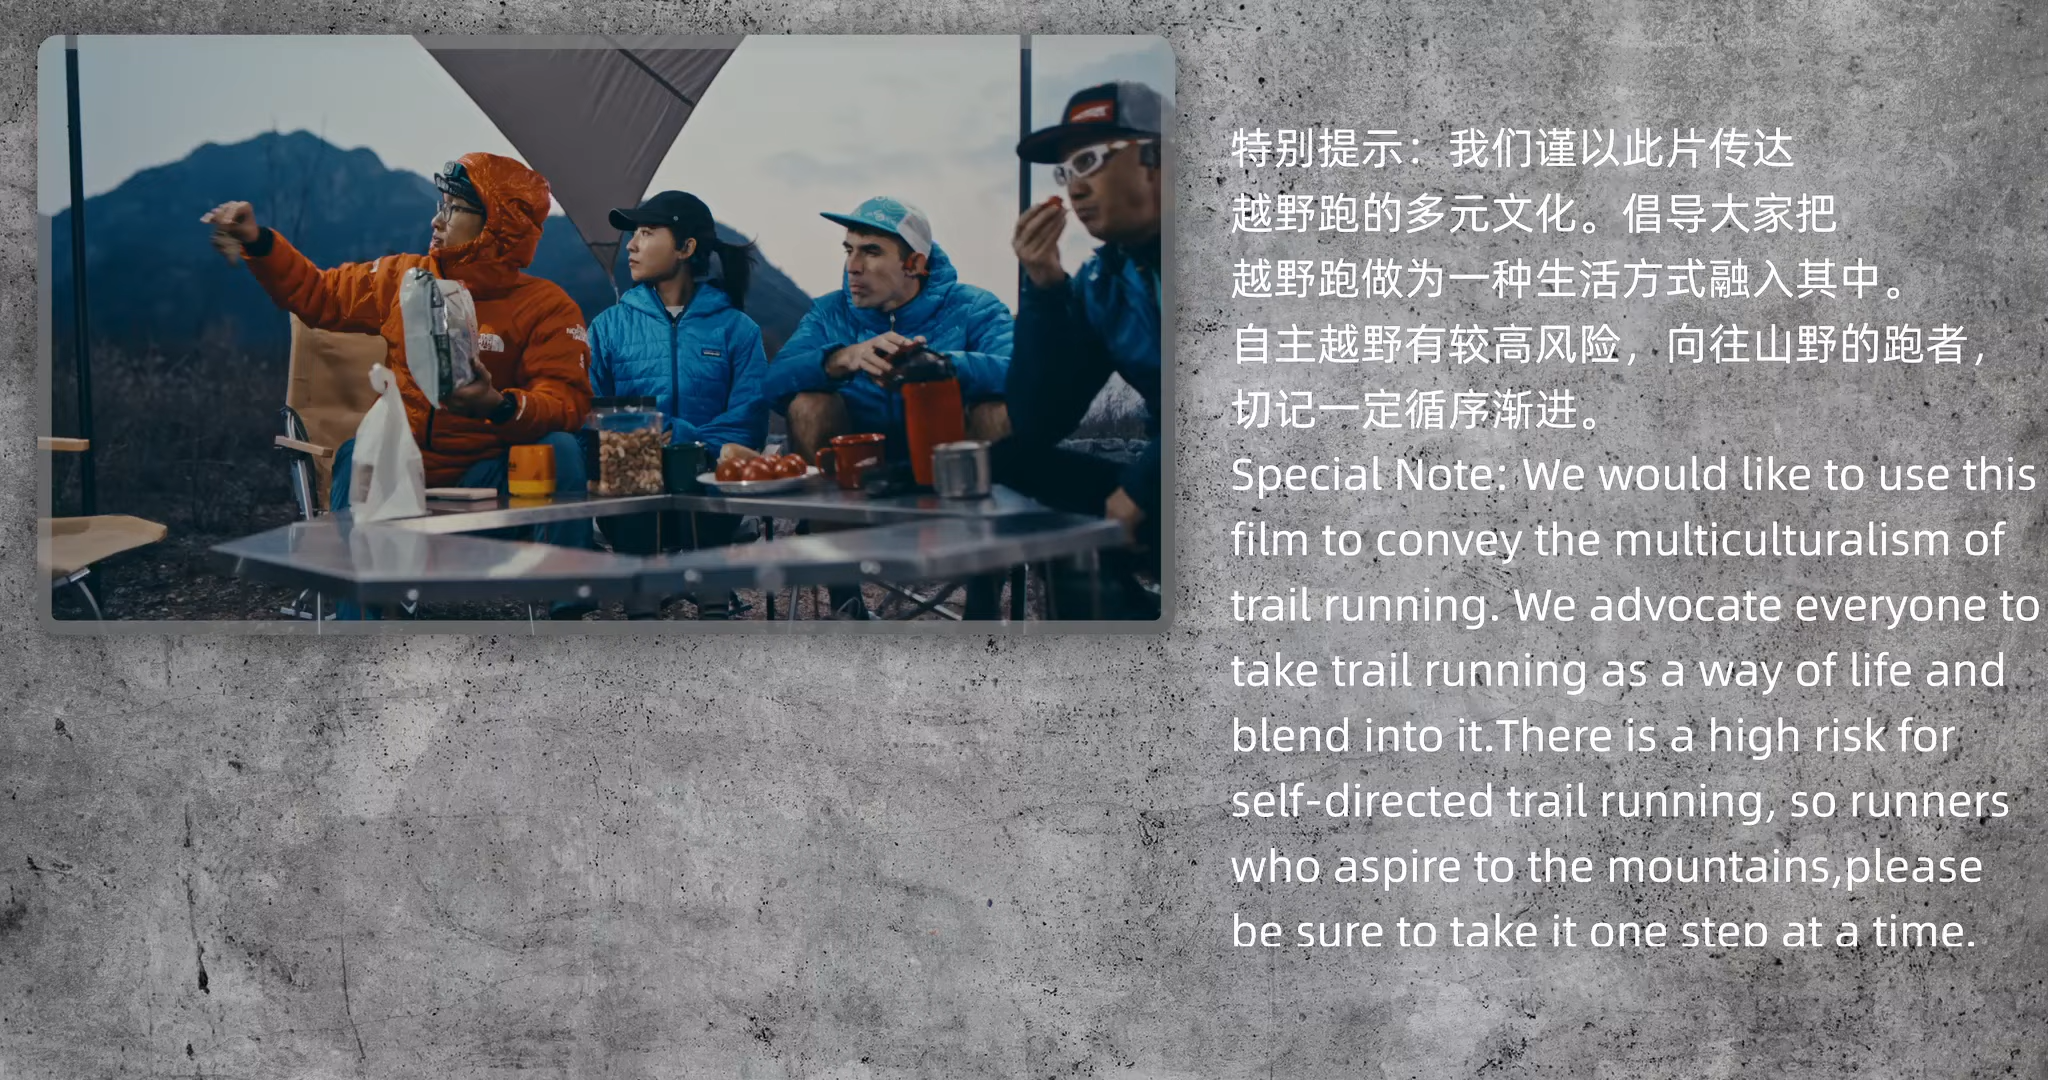 特别提示：我们谨以此片传达
越野跑的多元文化。倡导大家把
越野跑做为一种生活方式融入其中。
自主越野有较高风险，向往山野的跑者，
切记一定循序渐进。
Special Note: We would like to use this
film to convey the multiculturalism of
trail running. We advocate everyone to
take trail running as a way of life and
blend into it.There is a high risk for
self-directed trail running, so runners
who aspire to the mountains,please
be sure to take it one step at a time.